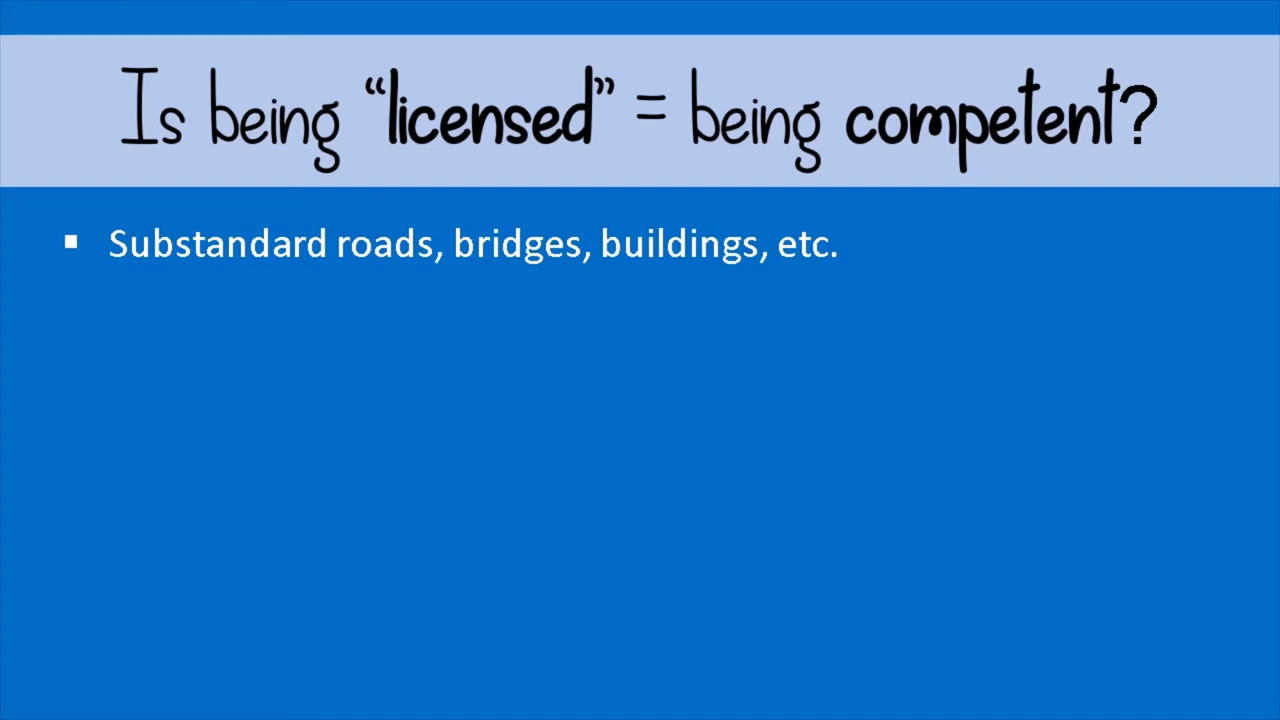 Is being “licensed” = being competent?
▪ Substandard roads, bridges, buildings, etc.